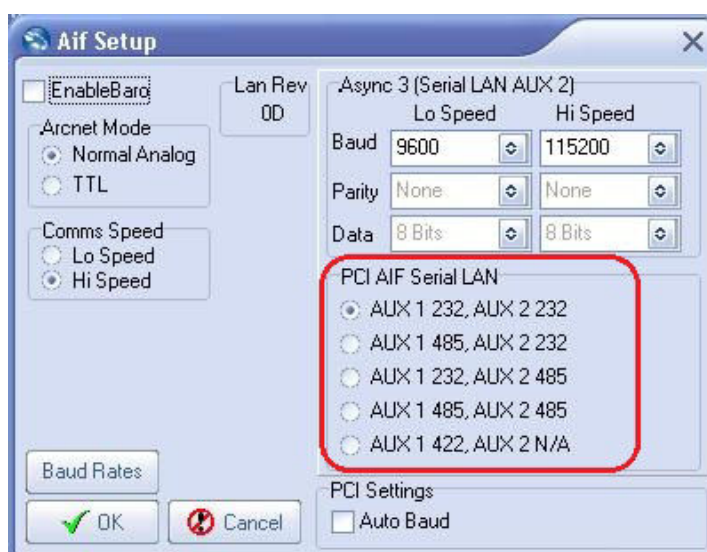 Aif Setup
EnableBaro
Lan Rev
0D
Arcnet Mode
Normal Analog
TTL
Comms Speed
Lo Speed
Hi Speed
Async 3 (Serial LAN AUX 2)
Lo Speed Hi Speed
Baud 9600 115200
Parity None None
Data 8 Bits 8 Bits
PCI AIF Serial LAN
AUX 1 232, AUX 2 232
AUX 1 485, AUX 2 232
AUX 1 232, AUX 2 485
AUX 1 485, AUX 2 485
AUX 1 422, AUX 2 N/A
Baud Rates
OK
Cancel
PCI Settings
Auto Baud